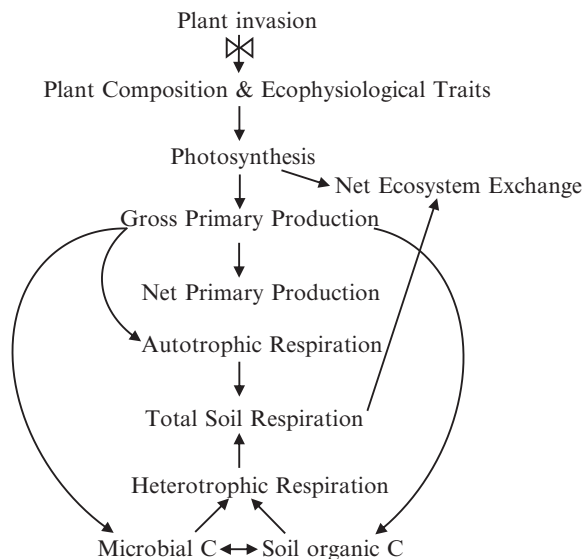 Plant invasion
Plant Composition & Ecophysiological Traits
Photosynthesis
Net Ecosystem Exchange
Gross Primary Production
Net Primary Production
Autotrophic Respiration
Total Soil Respiration
Heterotrophic Respiration
Microbial C
Soil organic C